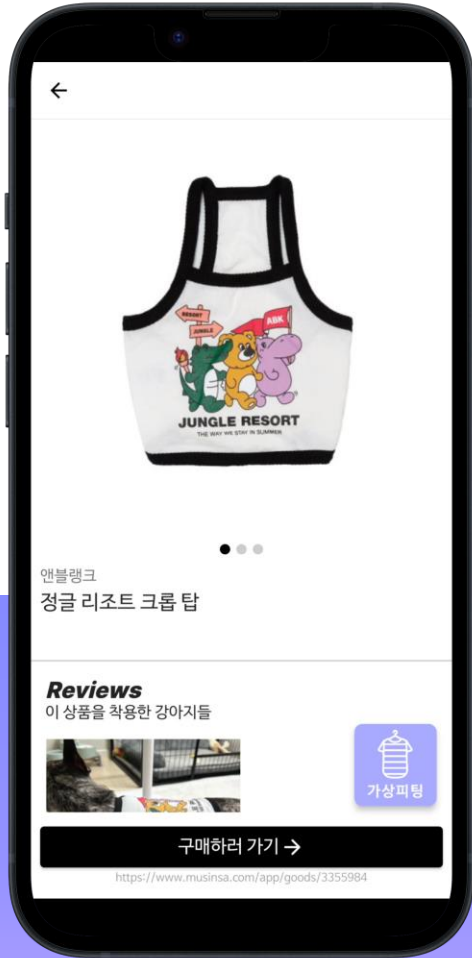 RESORT
JUNGLE
ABK
JUNGLE RESORT
THE WAY WE STAY IN SUMMER
앤블랭크
정글 리조트 크롭 탑
Reviews
이 상품을 착용한 강아지들
가상피팅
구매하러 가기 →
https://www.musinsa.com/app/goods/3355984